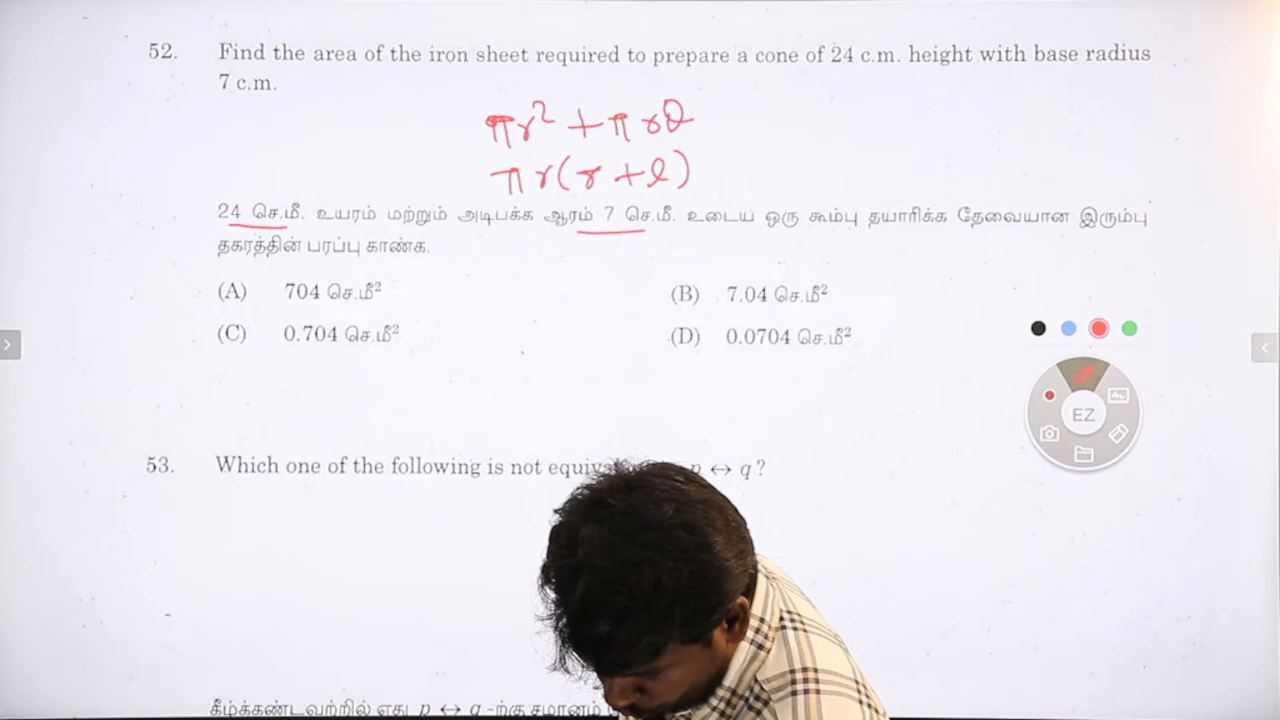 52. Find the area of the iron sheet required to prepare a cone of 24 c.m. height with base radius
7 c.m.
πr² + πrl
πr(r+l)
24 செ.மீ. உயரம் மற்றும் அடிபக்க ஆரம் 7 செ.மீ. உடைய ஒரு கூம்பு தயாரிக்க தேவையான இரும்பு
தகரத்தின் பரப்பு காண்க.
(A) 704 செ.மீ² (B) 7.04 செ.மீ²
(C) 0.704 செ.மீ² (D) 0.0704 செ.மீ²
EZ
53. Which one of the following is not p ↔ q ?
கீழ்க்கண்டவற்றில் எது p ↔ q -ற்கு சமானம்